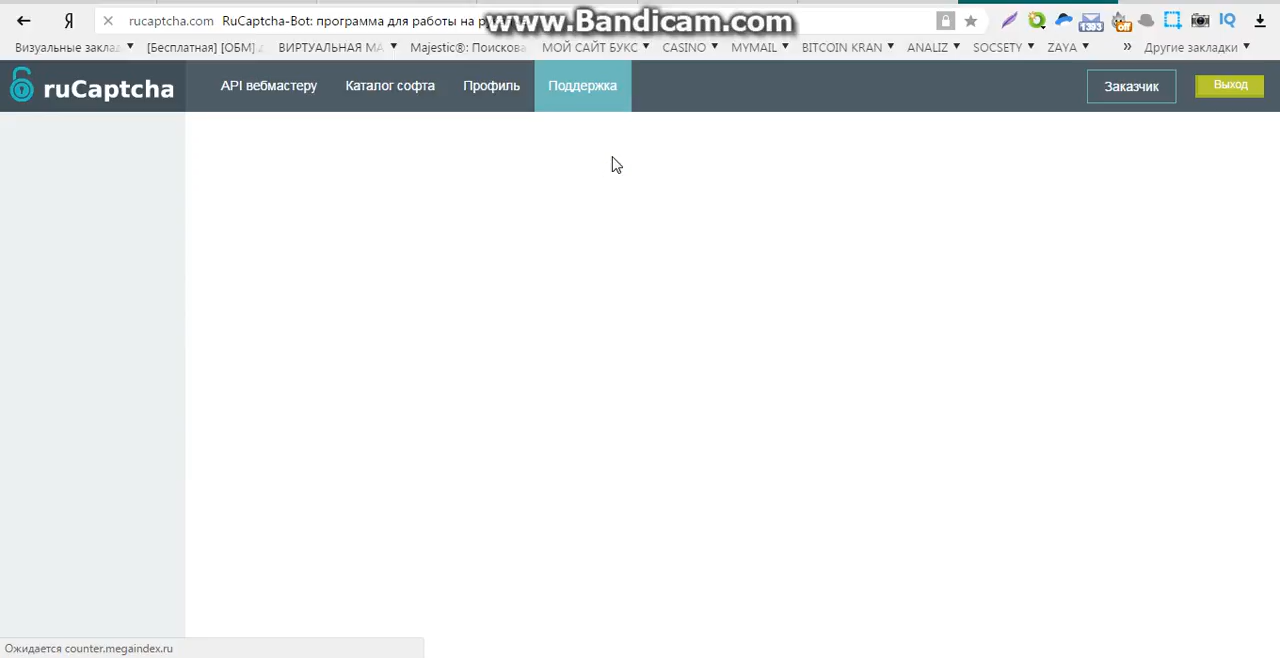 Я rucaptcha.com RuCaptcha-Bot: программа для работы на
www.Bandicam.com
Визуальные заклад [Бесплатная] [ОБМ] ВИРТУАЛЬНАЯ МА Majestic®: Поискова МОЙ САЙТ БУКС CASINO MYMAIL BITCOIN KRAN ANALIZ SOCSETY ZAYA » Другие закладки
ruCaptcha API вебмастеру Каталог софта Профиль Поддержка Заказчик Выход
Ожидается counter.megaindex.ru